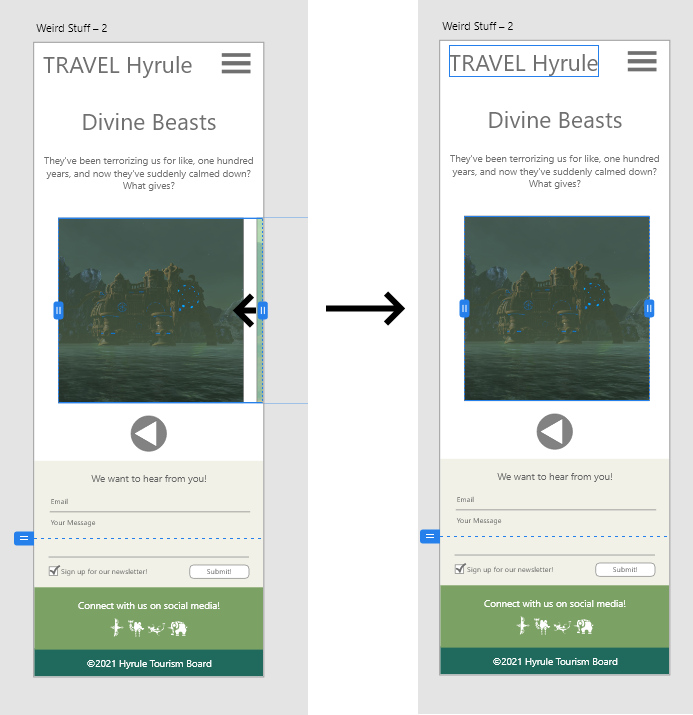 Weird Stuff – 2
TRAVEL Hyrule
Divine Beasts
They've been terrorizing us for like, one hundred
years, and now they've suddenly calmed down?
What gives?
We want to hear from you!
Email
Your Message
Sign up for our newsletter!
Submit!
Connect with us on social media!
©2021 Hyrule Tourism Board
Weird Stuff – 2
TRAVEL Hyrule
Divine Beasts
They've been terrorizing us for like, one hundred
years, and now they've suddenly calmed down?
What gives?
We want to hear from you!
Email
Your Message
Sign up for our newsletter!
Submit!
Connect with us on social media!
©2021 Hyrule Tourism Board